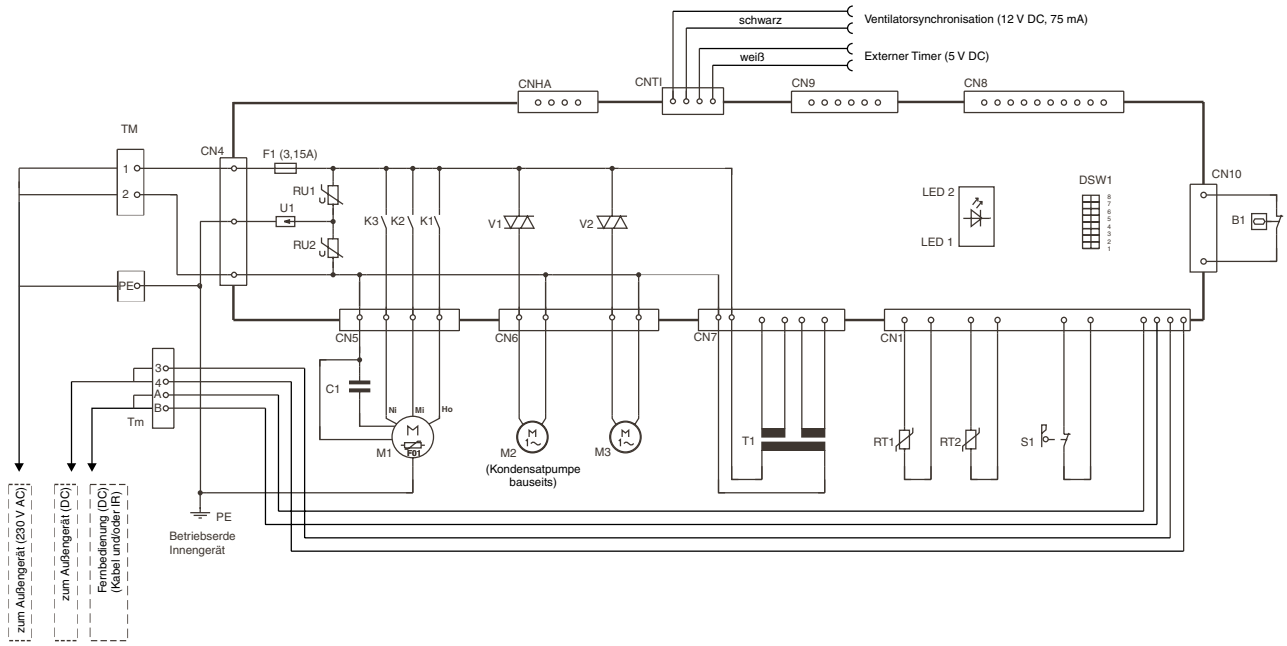 schwarz
Ventilatorsynchronisation (12 V DC, 75 mA)
weiß
Externer Timer (5 V DC)
CNHA
CNTI
CN9
CN8
TM
CN4
F1 (3,15A)
1
2
RU1
U1
RU2
K3
K2
K1
V1
V2
LED 2
LED 1
DSW1
8
7
6
5
4
3
2
1
CN10
B1
PE
CN5
CN6
CN7
CN1
3
4
A
B
Tm
C1
Ni
Mi
Ho
M
F01
M1
M
1~
M2
(Kondensatpumpe
bauseits)
M
1~
M3
T1
RT1
RT2
S1
PE
Betriebserde
Innengerät
zum Außengerät (230 V AC)
zum Außengerät (DC)
Fernbedienung (DC)
(Kabel und/oder IR)